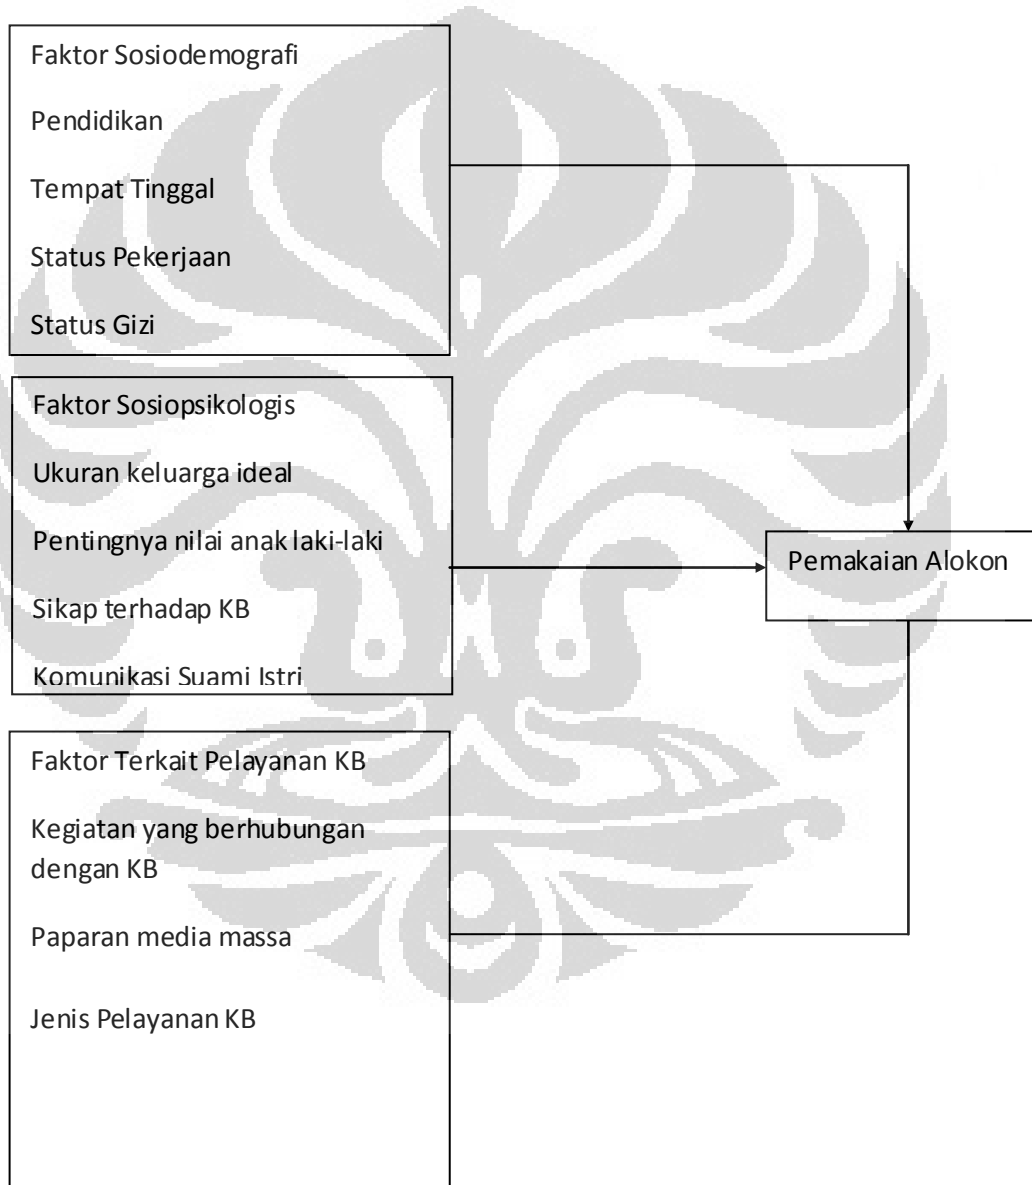 Faktor Sosiodemografi
Pendidikan
Tempat Tinggal
Status Pekerjaan
Status Gizi
Faktor Sosiopsikologis
Ukuran keluarga ideal
Pentingnya nilai anak laki-laki
Sikap terhadap KB
Komunikasi Suami Istri
Pemakaian Alokon
Faktor Terkait Pelayanan KB
Kegiatan yang berhubungan
dengan KB
Paparan media massa
Jenis Pelayanan KB